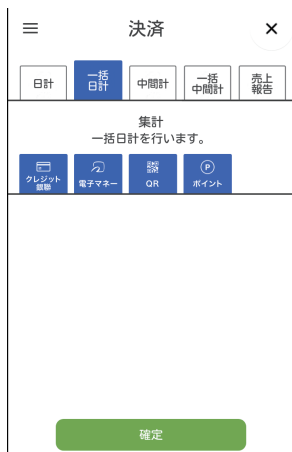 決済
日計
一括
日計
中間計
一括
中間計
売上
報告
集計
一括日計を行います。
クレジット
銀聯
電子マネー
QR
P
ポイント
確定